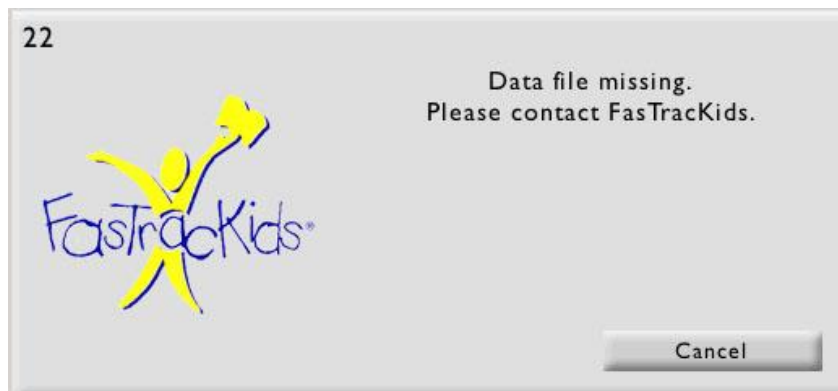 22
Data file missing.
Please contact FasTracKids.
FasTracKids®
Cancel